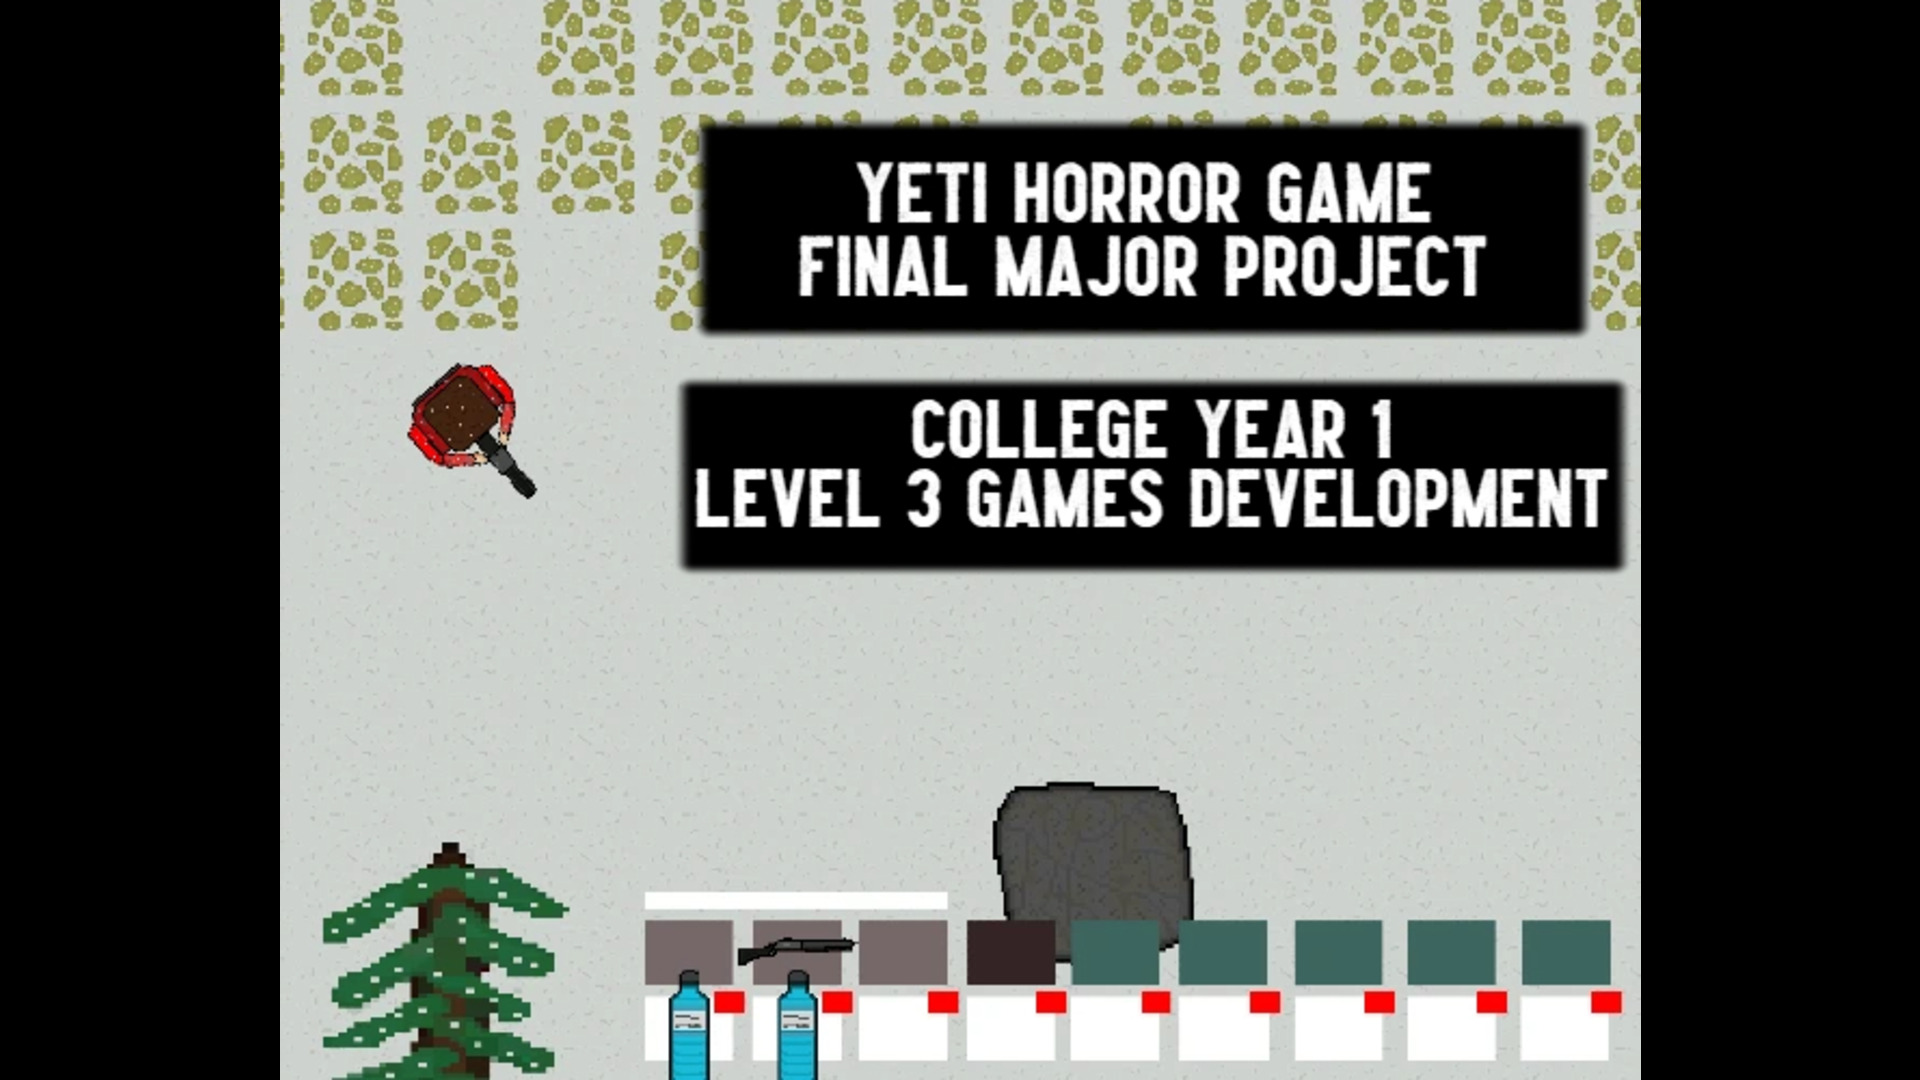 YETI HORROR GAME
FINAL MAJOR PROJECT
COLLEGE YEAR 1
LEVEL 3 GAMES DEVELOPMENT